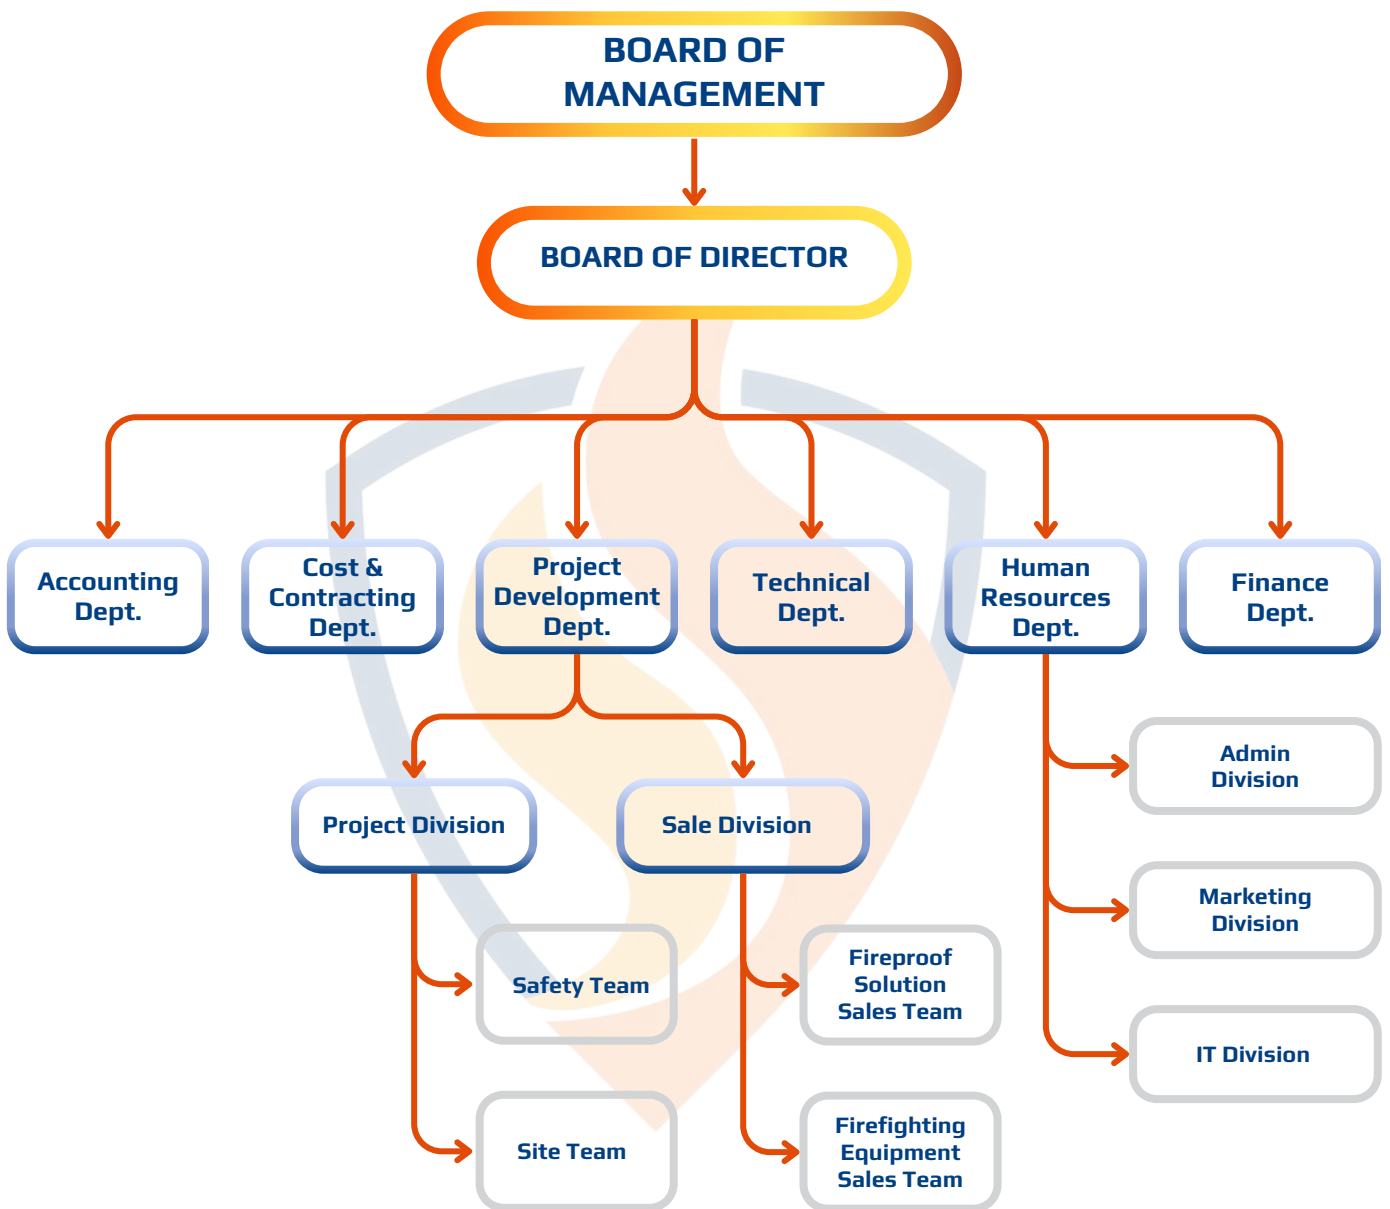 BOARD OF
MANAGEMENT
BOARD OF DIRECTOR
Accounting
Dept.
Cost &
Contracting
Dept.
Project
Development
Dept.
Technical
Dept.
Human
Resources
Dept.
Finance
Dept.
Project Division
Sale Division
Admin
Division
Marketing
Division
IT Division
Safety Team
Fireproof
Solution
Sales Team
Site Team
Firefighting
Equipment
Sales Team